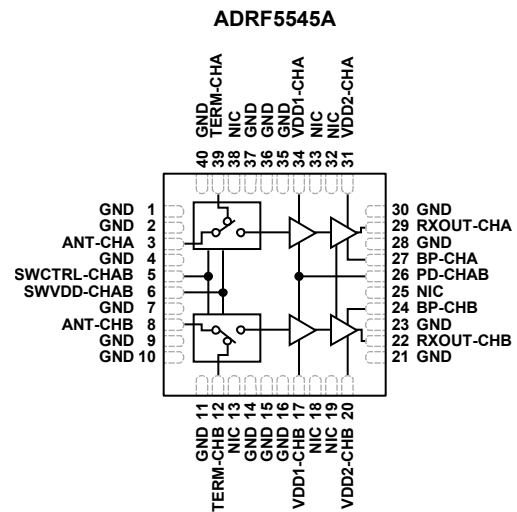 ADRF5545A
40 GND
39 TERM-CHA
38 NIC
37 GND
36 GND
35 GND
34 VDD1-CHA
33 NIC
32 NIC
31 VDD2-CHA
GND 1
GND 2
ANT-CHA 3
GND 4
SWCTRL-CHAB 5
SWVDD-CHAB 6
GND 7
ANT-CHB 8
GND 9
GND 10
30 GND
29 RXOUT-CHA
28 GND
27 BP-CHA
26 PD-CHAB
25 NIC
24 BP-CHB
23 GND
22 RXOUT-CHB
21 GND
GND 11
TERM-CHB 12
NIC 13
GND 14
GND 15
GND 16
VDD1-CHB 17
NIC 18
NIC 19
VDD2-CHB 20